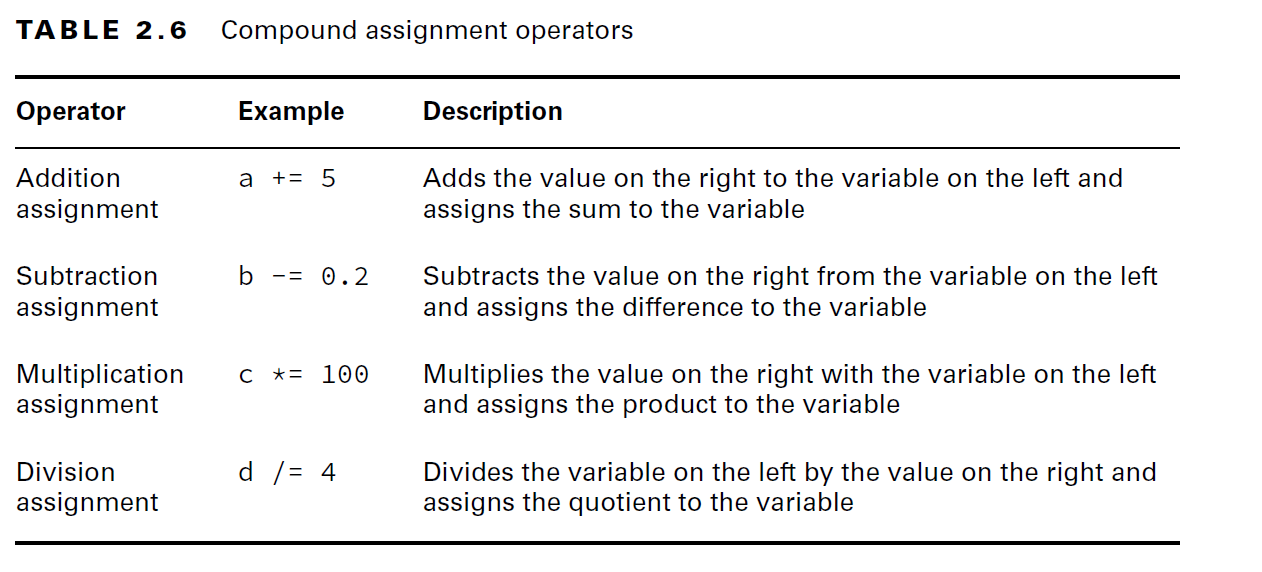 TABLE 2.6 Compound assignment operators
Operator Example Description
Addition assignment a += 5 Adds the value on the right to the variable on the left and
assigns the sum to the variable
Subtraction assignment b -= 0.2 Subtracts the value on the right from the variable on the left
and assigns the difference to the variable
Multiplication assignment c *= 100 Multiplies the value on the right with the variable on the left
and assigns the product to the variable
Division assignment d /= 4 Divides the variable on the left by the value on the right and
assigns the quotient to the variable